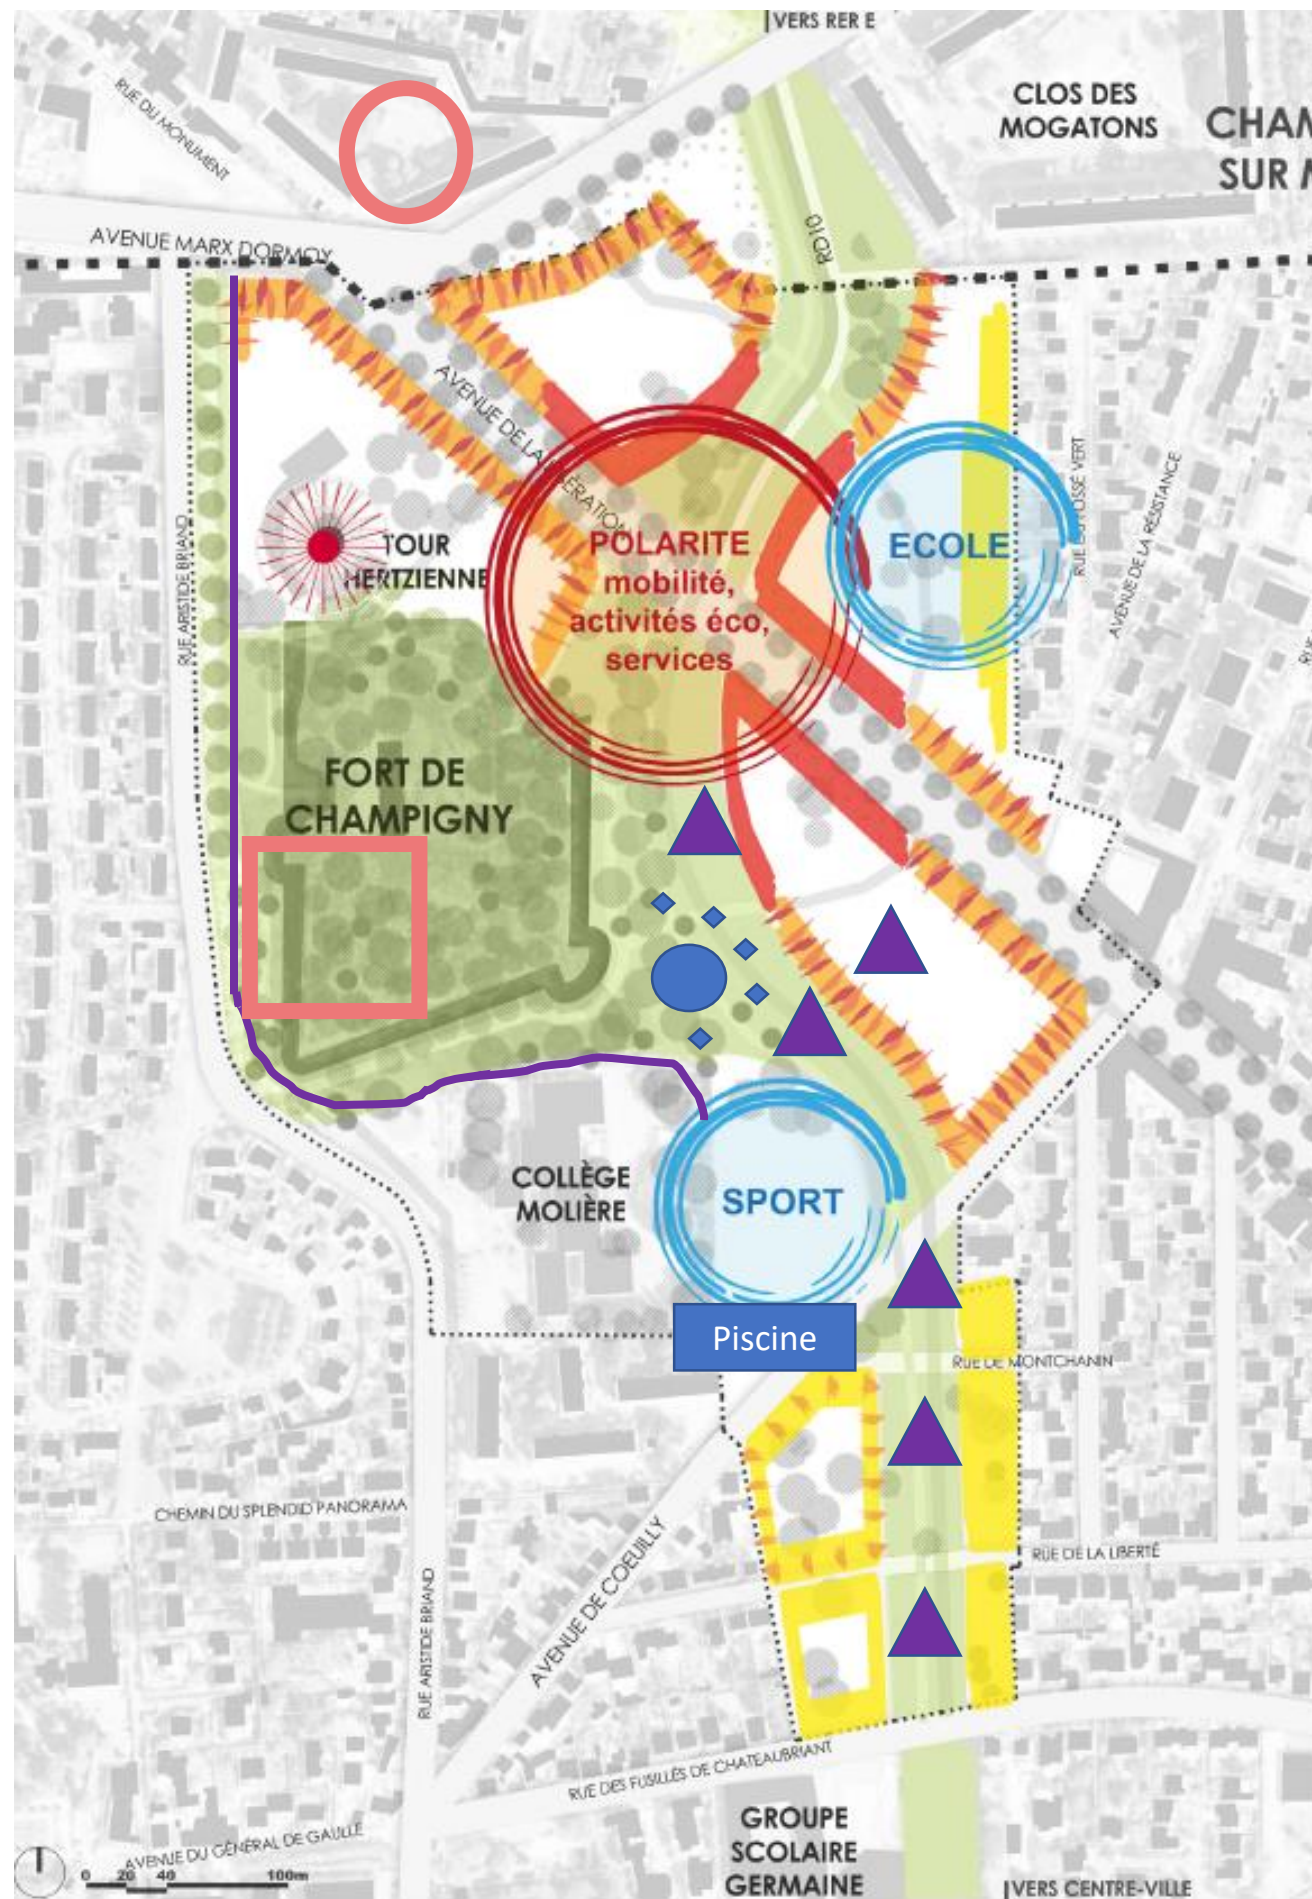 VERS RER E
CLOS DES
MOGATONS
CHAM
SUR M
RUE DU MONUMENT
AVENUE MARX DORMOY
RD10
AVENUE DE LA LIBÉRATION
RUE ARISTIDE BRIAND
TOUR
HERTZIENNE
POLARITE
mobilité,
activités éco,
services
ECOLE
RUE DU FOSSÉ VERT
AVENUE DE LA RÉSISTANCE
FORT DE
CHAMPIGNY
COLLÈGE
MOLIÈRE
SPORT
Piscine
RUE DE MONTCHANIN
CHEMIN DU SPLENDID PANORAMA
AVENUE DE COEUILLY
RUE DE LA LIBERTÉ
RUE ARISTIDE BRIAND
RUE DES FUSILLÉS DE CHATEAUBRIANT
AVENUE DU GÉNÉRAL DE GAULLE
GROUPE
SCOLAIRE
GERMAINE
VERS CENTRE-VILLE
0 20 40 100m